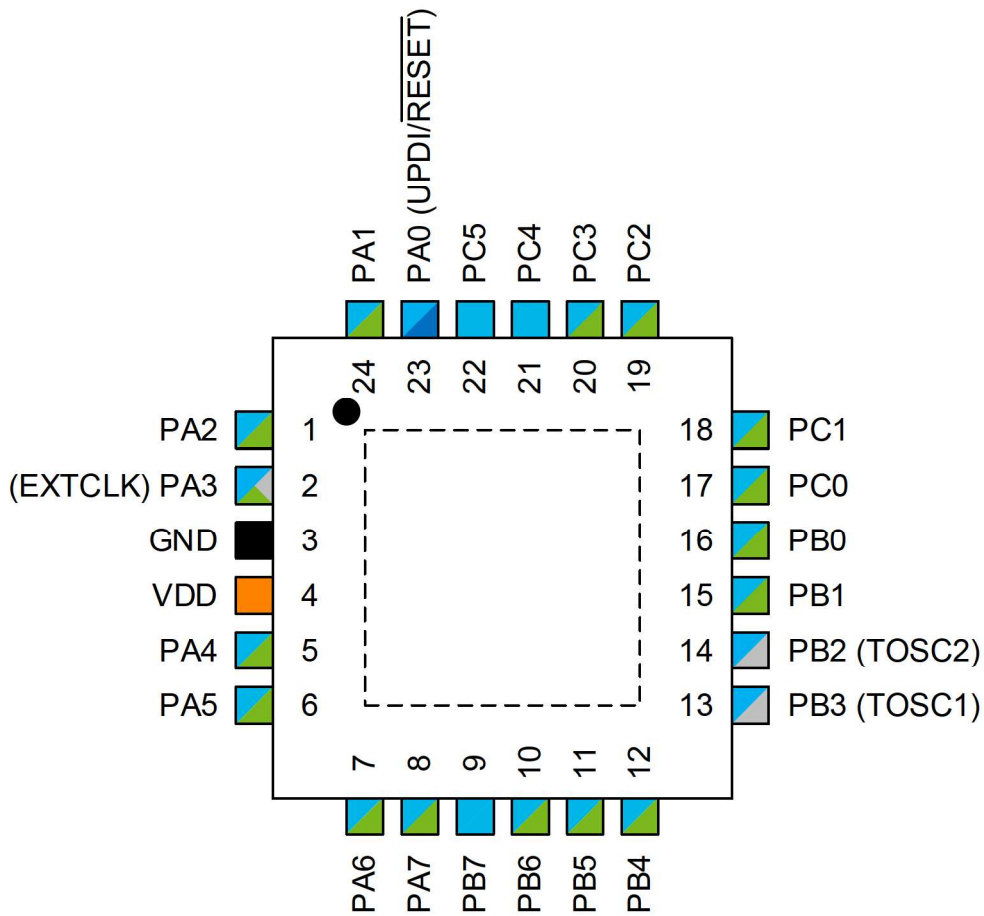 PA0 (UPDI/RESET)
PA1
PC5
PC4
PC3
PC2
24
23
22
21
20
19
PA2 1
(EXTCLK) PA3 2
GND 3
VDD 4
PA4 5
PA5 6
18 PC1
17 PC0
16 PB0
15 PB1
14 PB2 (TOSC2)
13 PB3 (TOSC1)
7
8
9
10
11
12
PA6
PA7
PB7
PB6
PB5
PB4